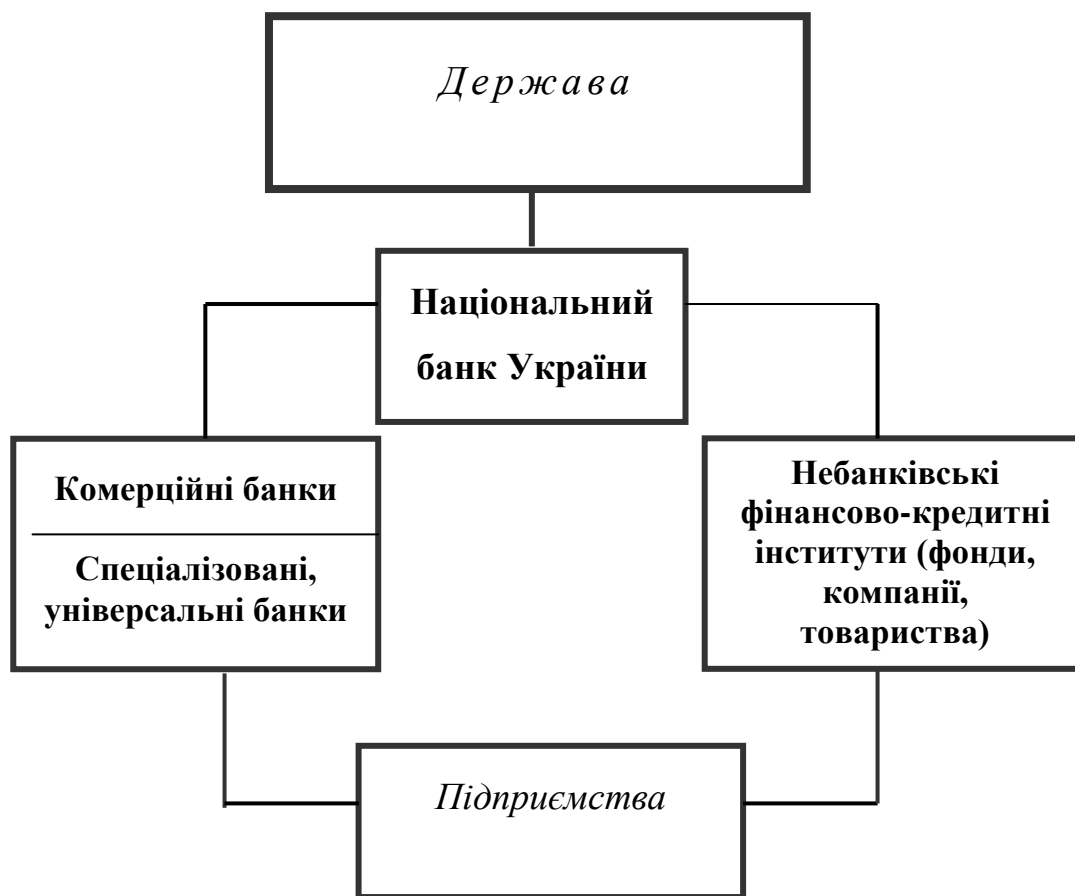 Держава
Національний
банк України
Комерційні банки
Спеціалізовані,
універсальні банки
Небанківські
фінансово-кредитні
інститути (фонди,
компанії,
товариства)
Підприємства